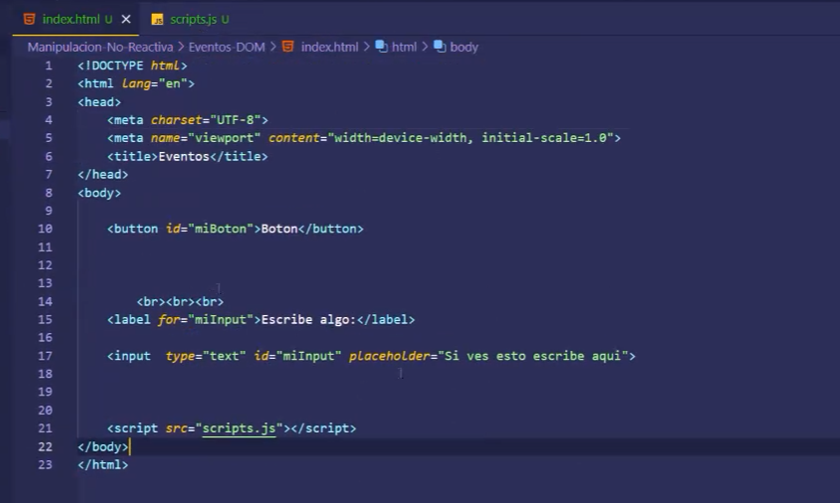 index.html U × JS scripts.js U
Manipulacion-No-Reactiva > Eventos-DOM > index.html > html > body
1 <!DOCTYPE html>
2 <html lang="en">
3 <head>
4 <meta charset="UTF-8">
5 <meta name="viewport" content="width=device-width, initial-scale=1.0">
6 <title>Eventos</title>
7 </head>
8 <body>
9
10 <button id="miBoton">Boton</button>
11
12
13
14 <br><br><br>
15 <label for="miInput">Escribe algo:</label>
16
17 <input  type="text" id="miInput" placeholder="Si ves esto escribe aqui">
18
19
20
21 <script src="scripts.js"></script>
22 </body>
23 </html>